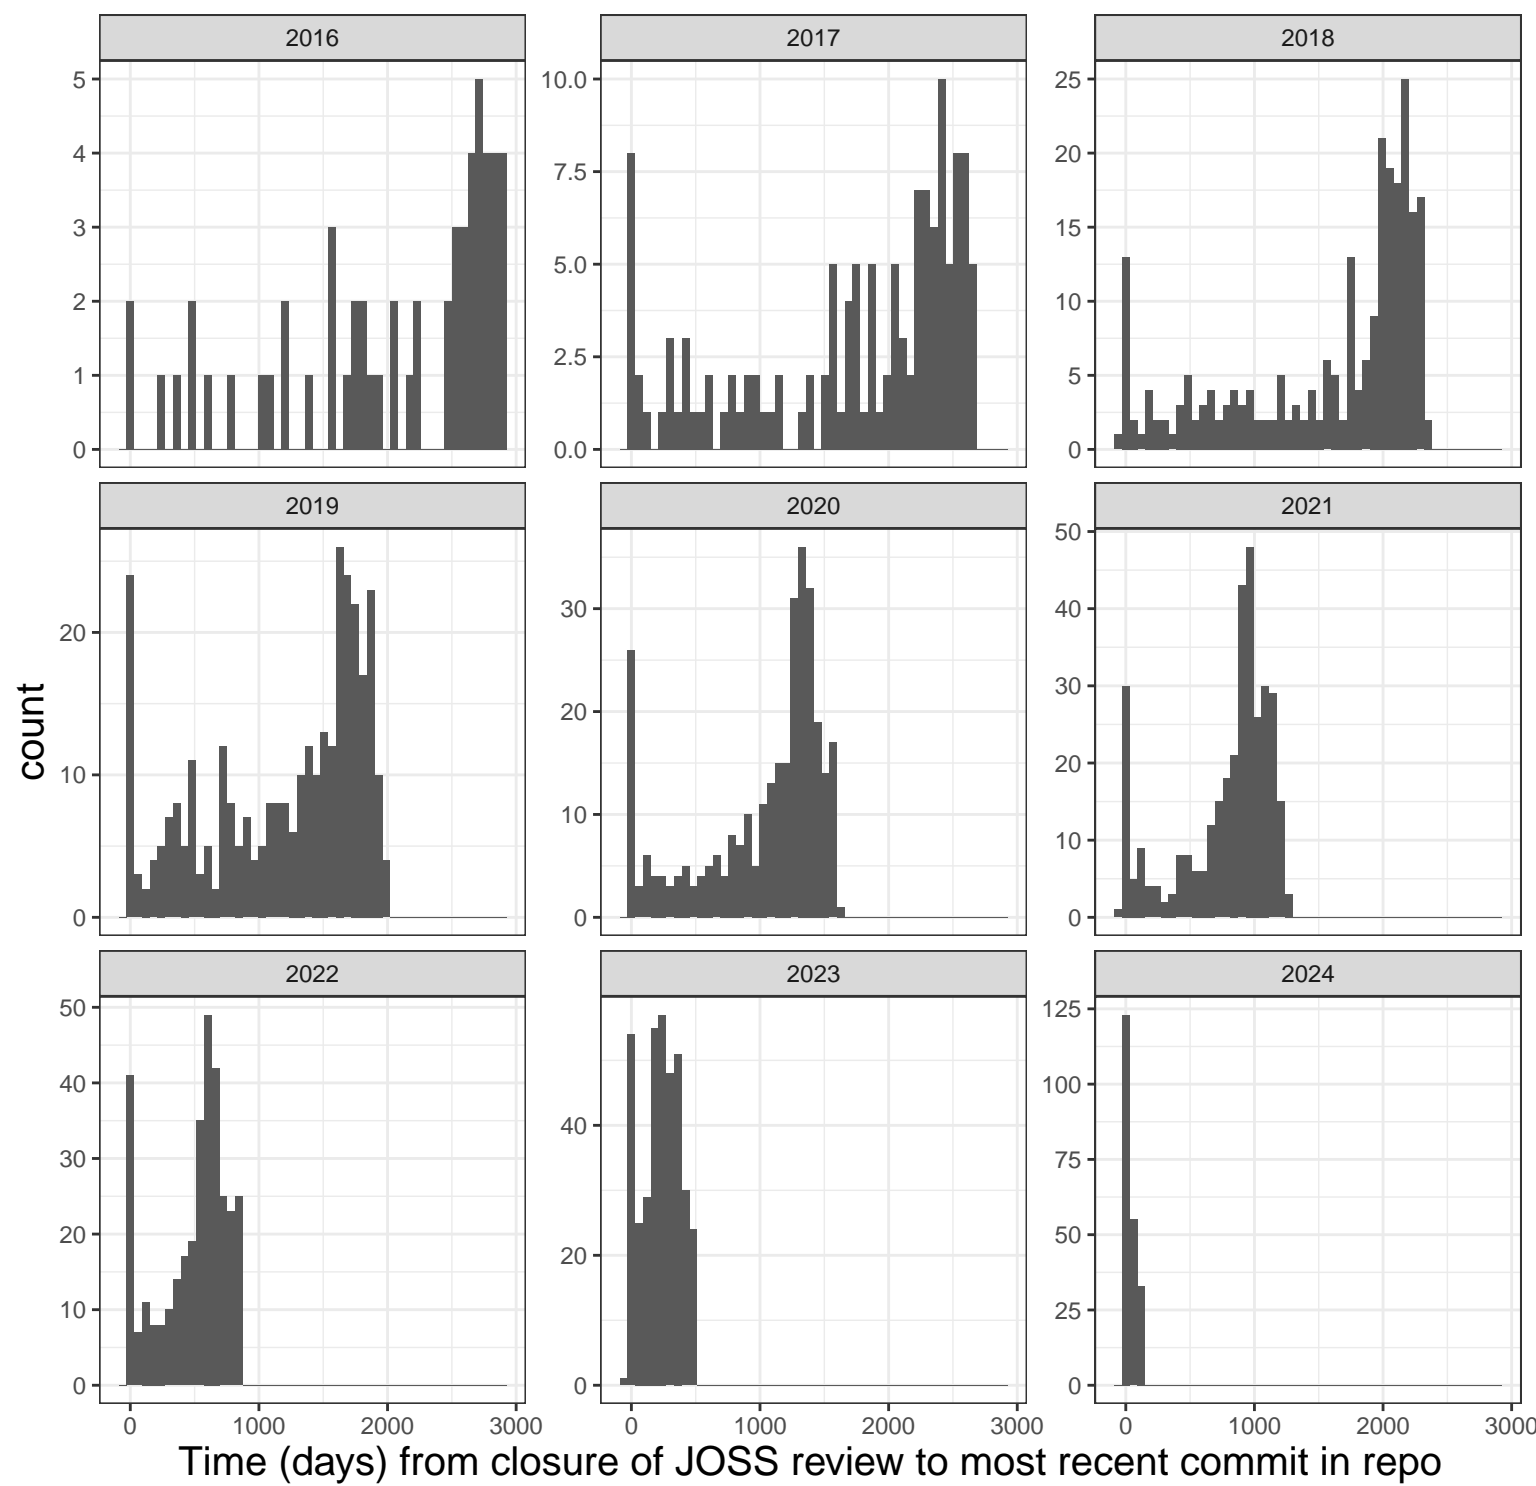 2016 2017 2018
5 10.0 25
4 7.5 20
3 5.0 15
2 2.5 10
1 0.0 5
0 0
2019 2020 2021
20 30 50
10 20 40
0 10 30
0 20
10
0
count
2022 2023 2024
50 40 125
40 20 100
30 0 75
20 50
10 25
0 0
0 1000 2000 3000 0 1000 2000 3000 0 1000 2000 3000
Time (days) from closure of JOSS review to most recent commit in repo